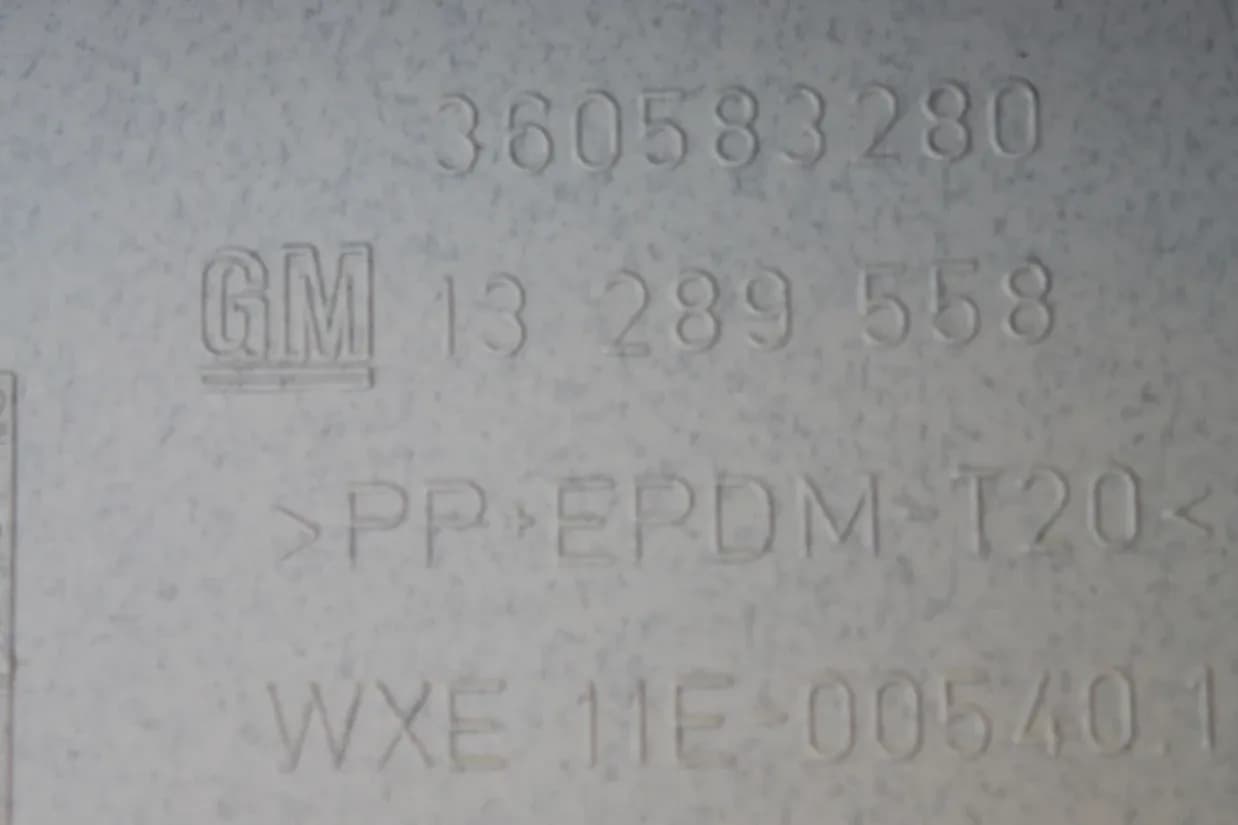 360583280
GM 13 289 558
>PP+EPDM-T20<
WXE 11E-00540.1